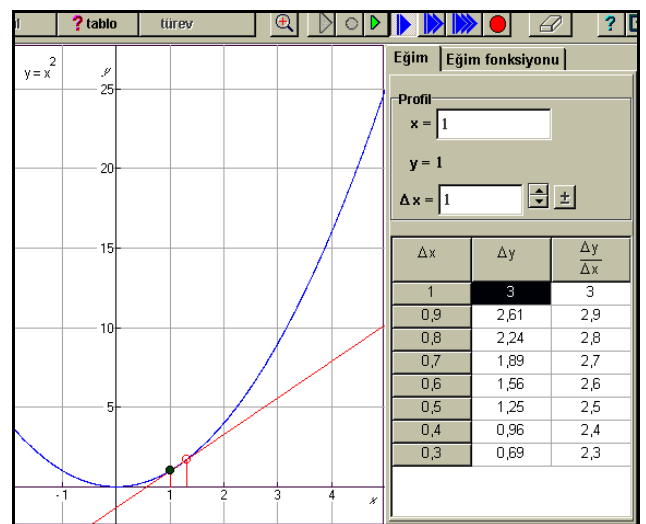 ? tablo türev ?
Eğim Eğim fonksiyonu
y = x²
y
25
20
15
10
5
-1 1 2 3 4 x
Profil
x = 1
y = 1
Δx = 1 ±
Δx Δy Δy/Δx
1 3 3
0,9 2,61 2,9
0,8 2,24 2,8
0,7 1,89 2,7
0,6 1,56 2,6
0,5 1,25 2,5
0,4 0,96 2,4
0,3 0,69 2,3